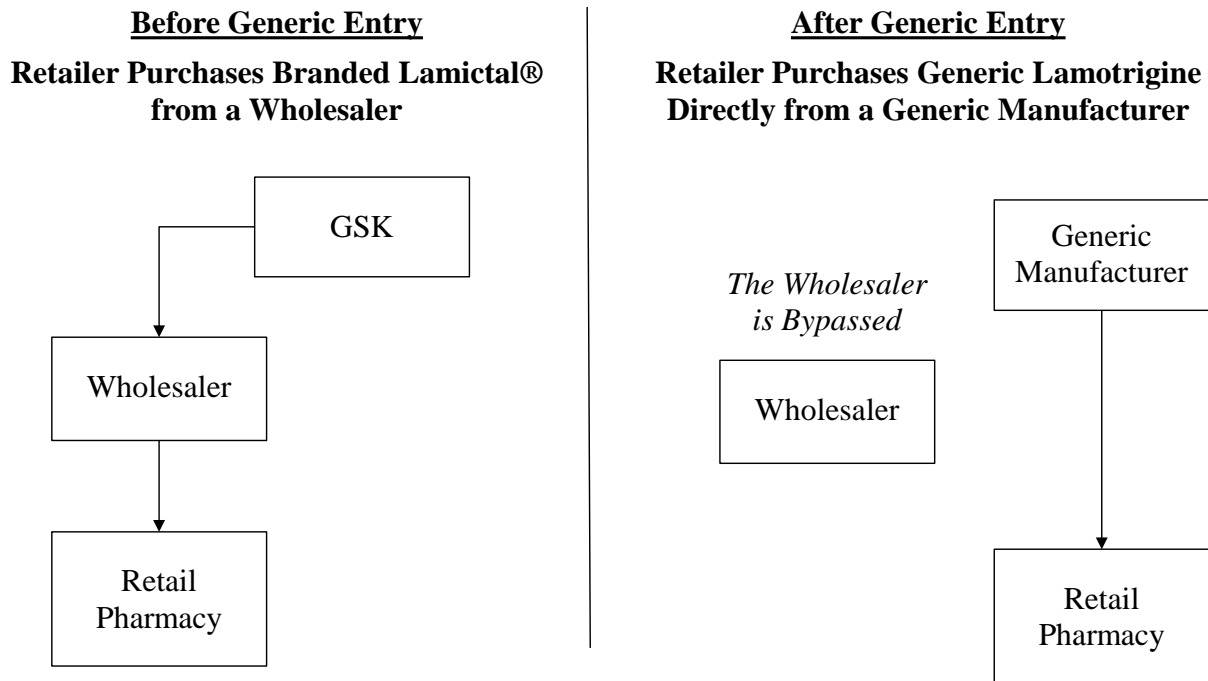 Before Generic Entry
Retailer Purchases Branded Lamictal®
from a Wholesaler
GSK
Wholesaler
Retail
Pharmacy
After Generic Entry
Retailer Purchases Generic Lamotrigine
Directly from a Generic Manufacturer
Generic
Manufacturer
The Wholesaler
is Bypassed
Wholesaler
Retail
Pharmacy